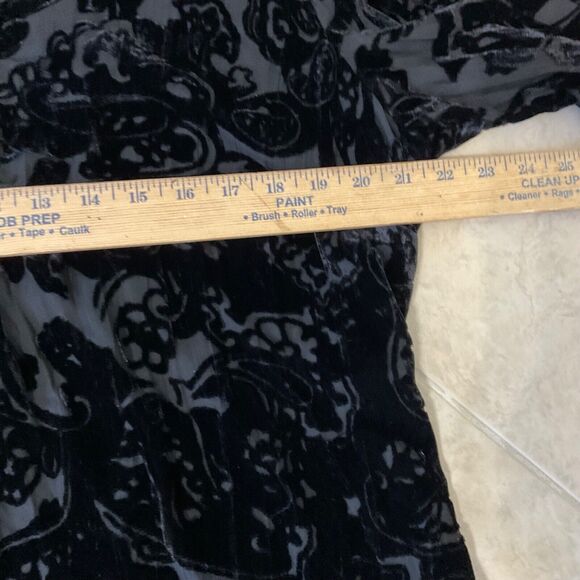 13 14 15 16 17 18 19 20 21 22 23 24 25
OB PREP
PAINT
CLEAN UP
r • Tape • Caulk
• Brush • Roller • Tray
• Cleaner • Rags •